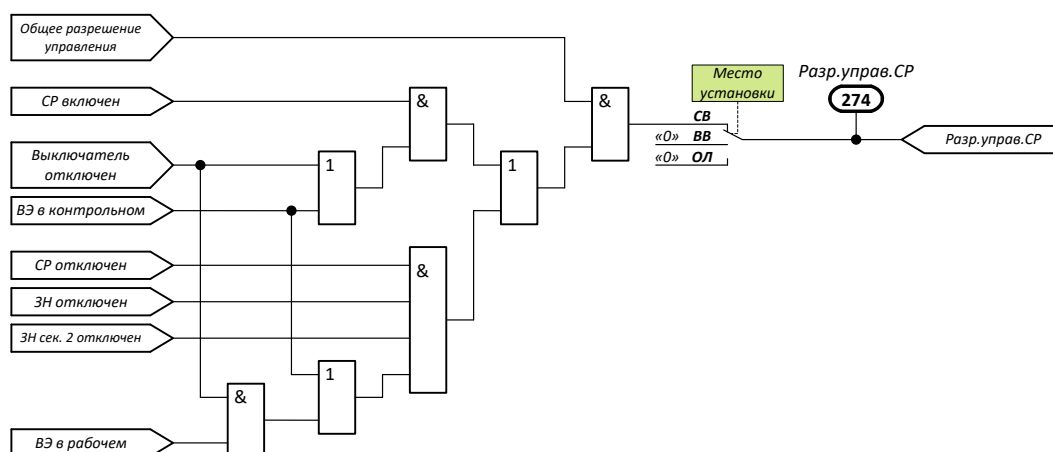 Общее разрешение
управления
СР включен
Выключатель
отключен
ВЭ в контрольном
СР отключен
ЗН отключен
ЗН сек. 2 отключен
ВЭ в рабочем
&
1
&
1
&
1
&
Место
установки
СВ
«0» ВВ
«0» ОЛ
Разр.управ.СР
274
Разр.управ.СР